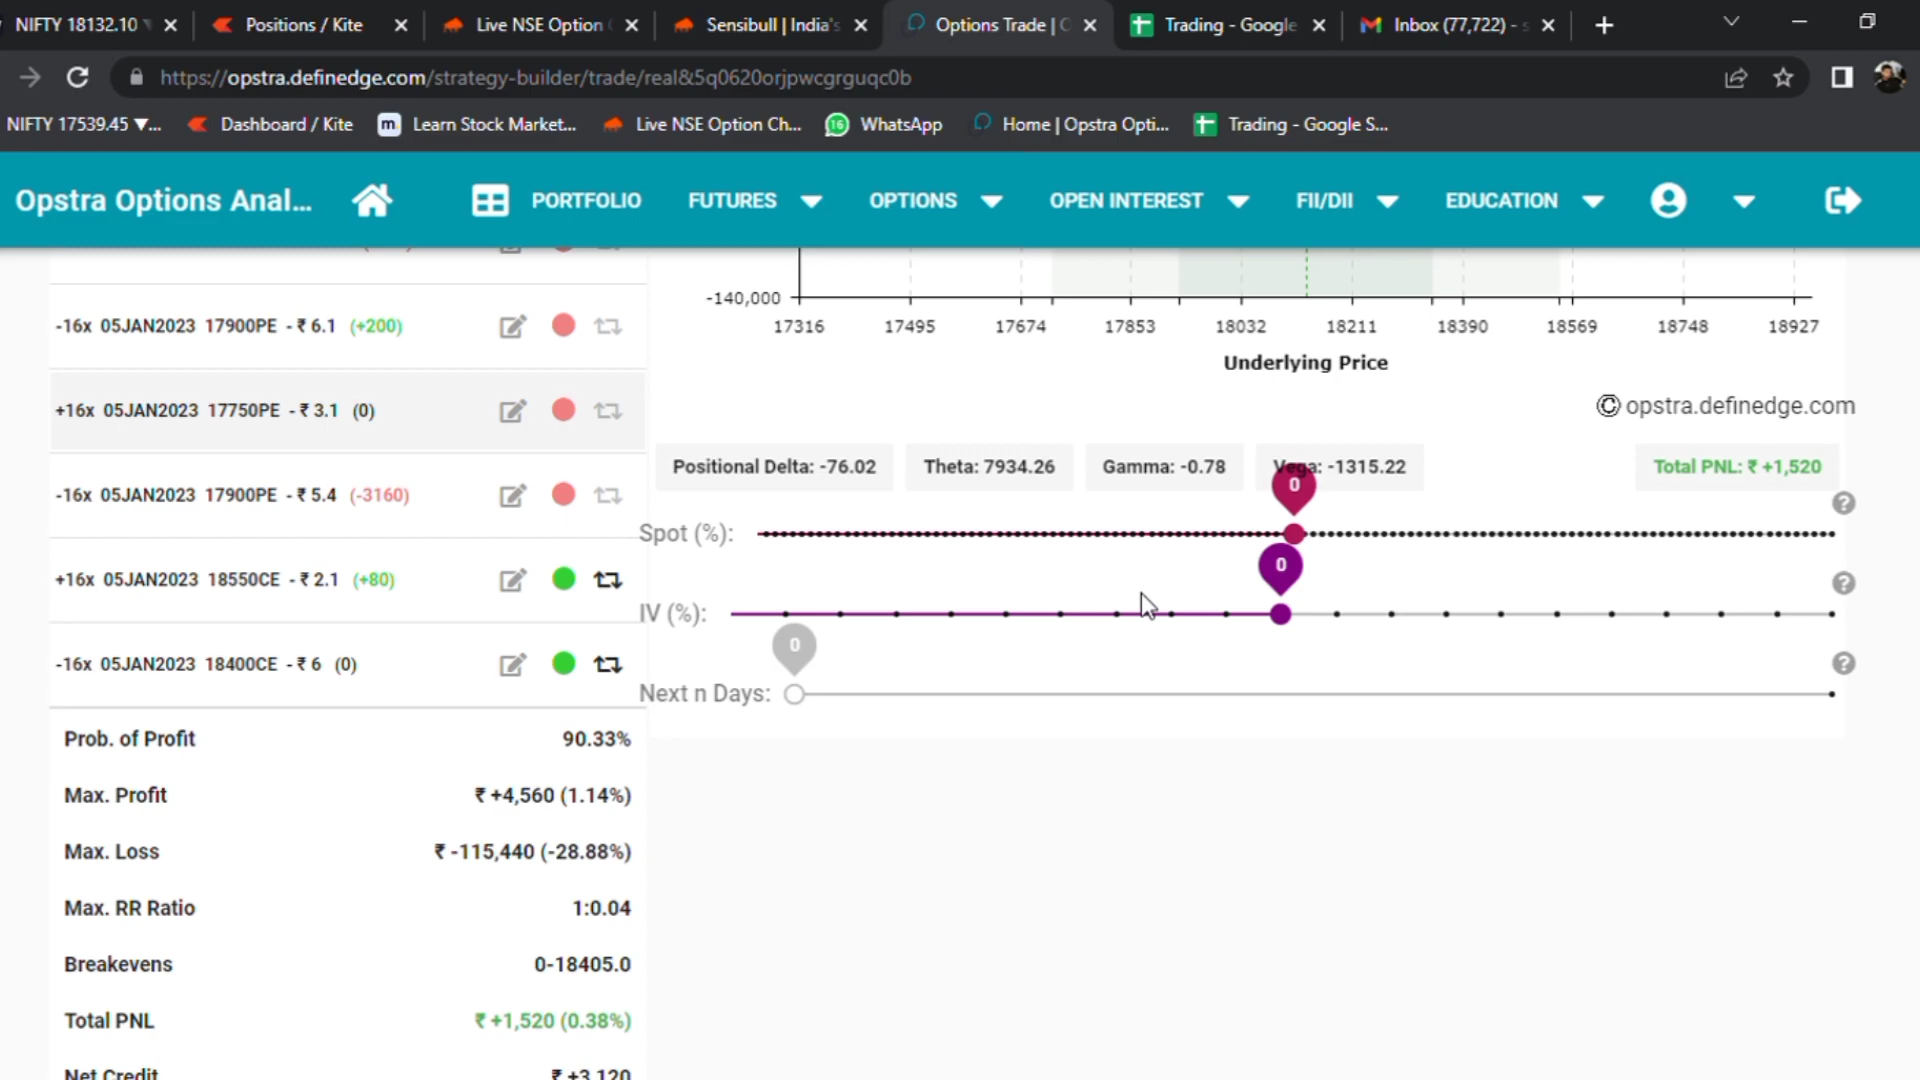 NIFTY 18132.10
Positions / Kite
Live NSE Option
Sensibull | India's
Options Trade |
Trading - Google
Inbox (77,722) -
https://opstra.definedge.com/strategy-builder/trade/real&5q0620orjpwcgrguqc0b
NIFTY 17539.45 ▼...
Dashboard / Kite
m
Learn Stock Market...
Live NSE Option Ch...
16
WhatsApp
Home | Opstra Opti...
Trading - Google S...
Opstra Options Anal...
PORTFOLIO
FUTURES
OPTIONS
OPEN INTEREST
FII/DII
EDUCATION
-16x 05JAN2023 17900PE - ₹ 6.1 (+200)
+16x 05JAN2023 17750PE - ₹ 3.1 (0)
-16x 05JAN2023 17900PE - ₹ 5.4 (-3160)
+16x 05JAN2023 18550CE - ₹ 2.1 (+80)
-16x 05JAN2023 18400CE - ₹ 6 (0)
Prob. of Profit 90.33%
Max. Profit ₹ +4,560 (1.14%)
Max. Loss ₹ -115,440 (-28.88%)
Max. RR Ratio 1:0.04
Breakevens 0-18405.0
Total PNL ₹ +1,520 (0.38%)
Net Credit ₹ +3,120
-140,000
17316 17495 17674 17853 18032 18211 18390 18569 18748 18927
Underlying Price
© opstra.definedge.com
Positional Delta: -76.02
Theta: 7934.26
Gamma: -0.78
Vega: -1315.22
Total PNL: ₹ +1,520
?
0
Spot (%):
?
0
IV (%):
?
0
Next n Days: